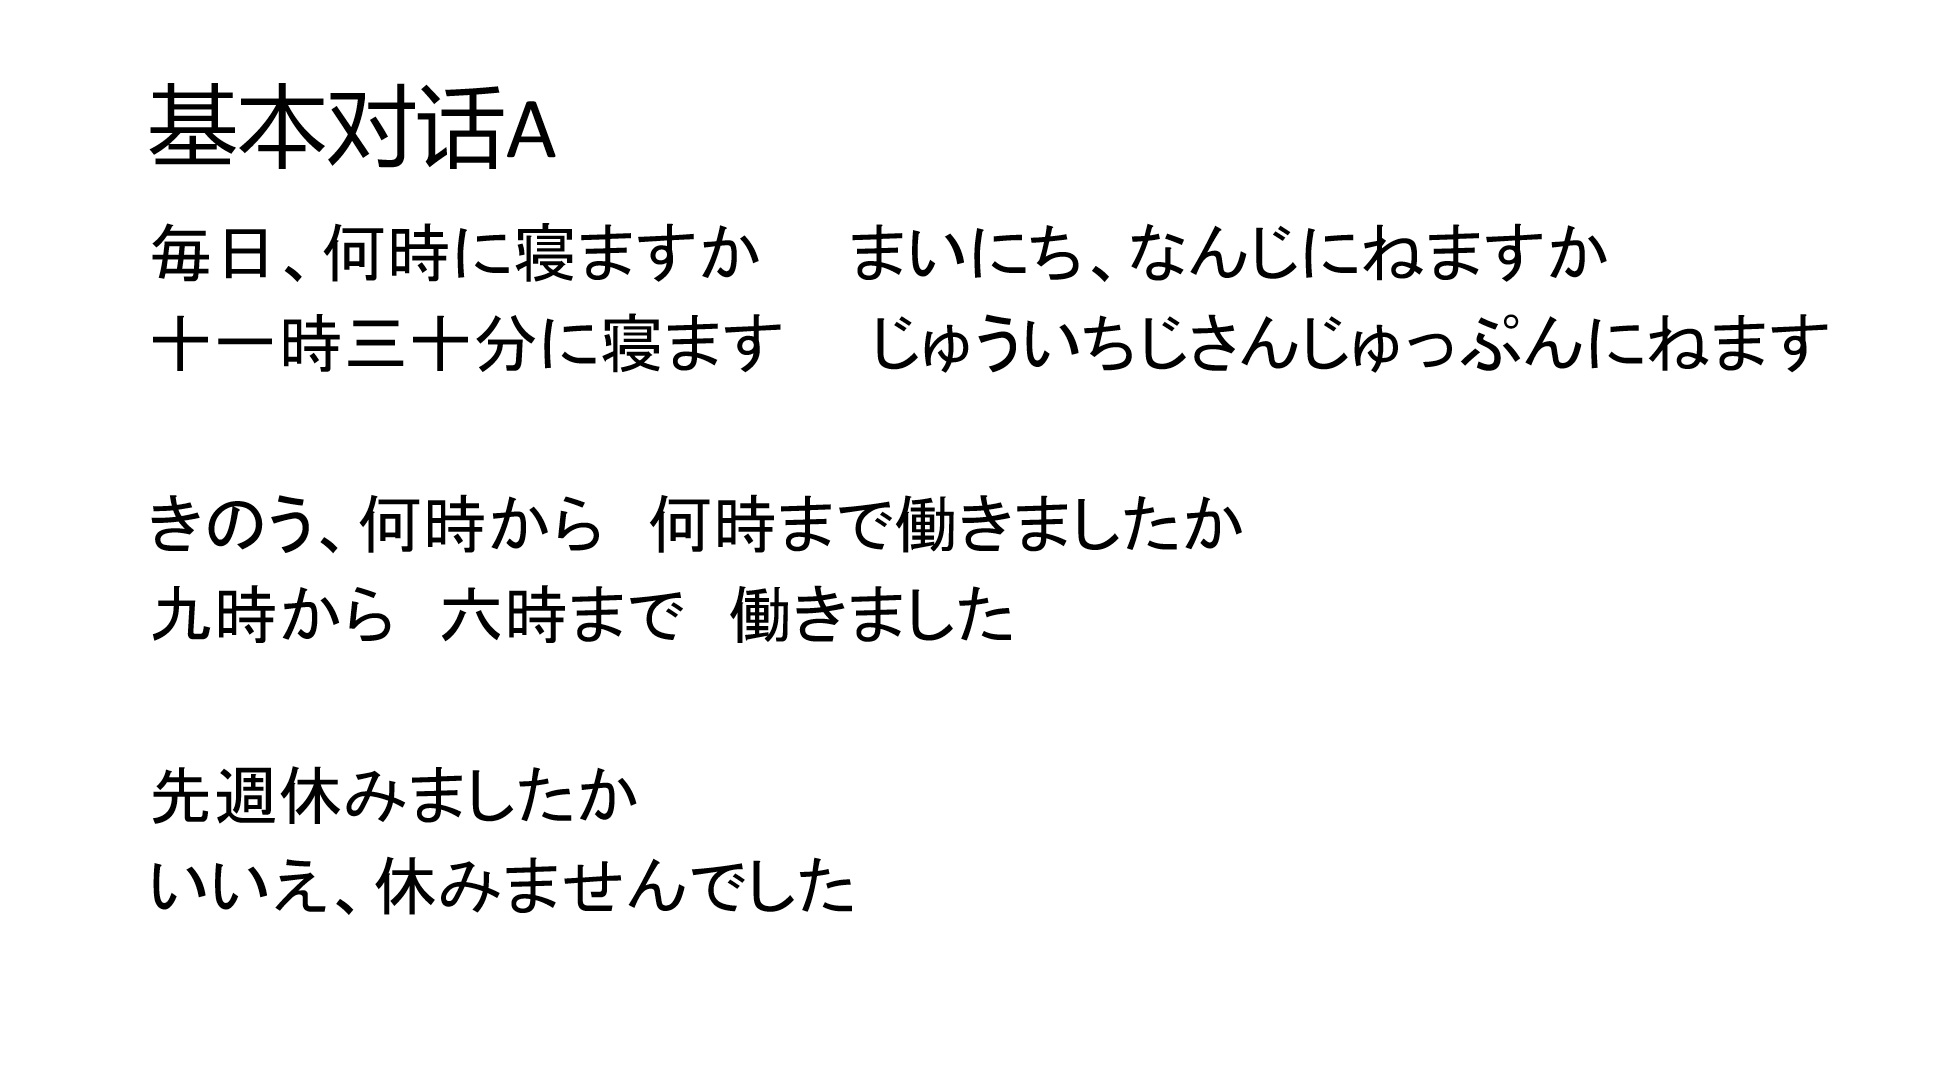 基本对话A
毎日、何時に寝ますか　まいにち、なんじにねますか
十一時三十分に寝ます　じゅういちじさんじゅっぷんにねます
きのう、何時から　何時まで働きましたか
九時から　六時まで　働きました
先週休みましたか
いいえ、休みませんでした